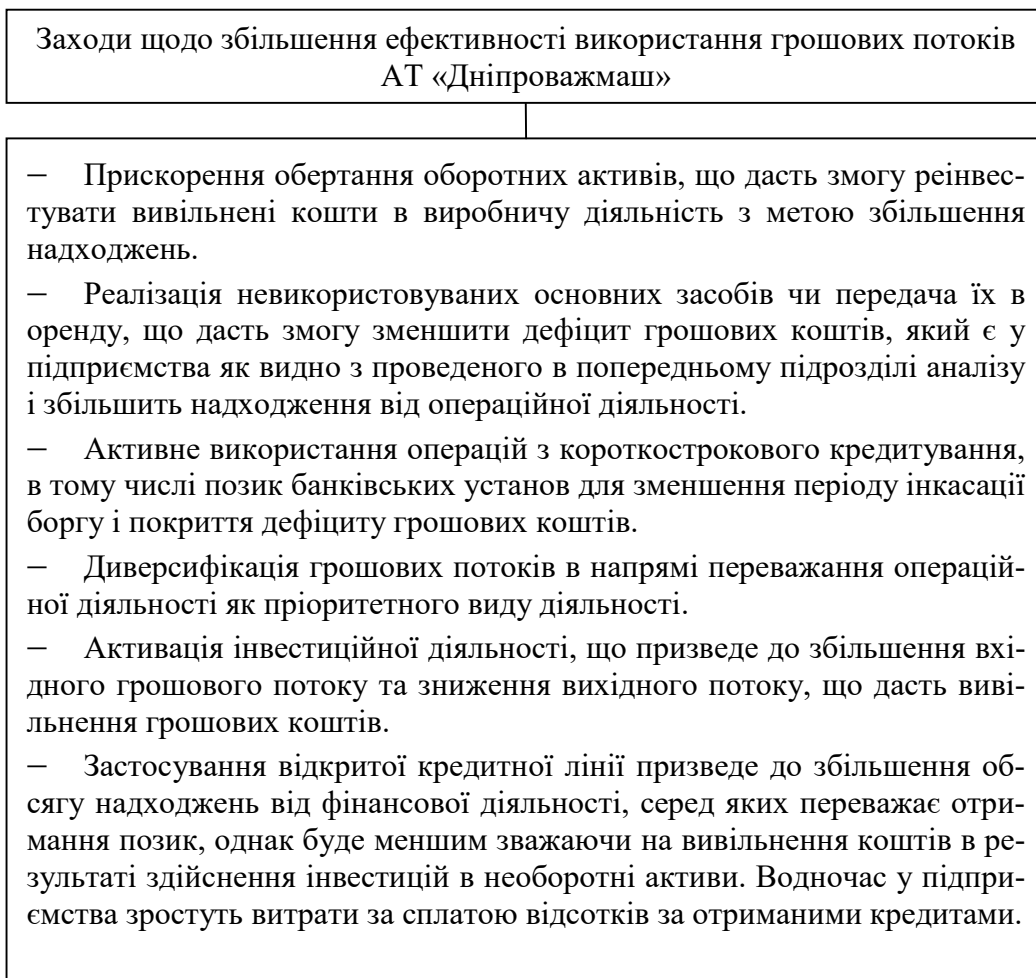 Заходи щодо збільшення ефективності використання грошових потоків
АТ «Дніпроважмаш»
– Прискорення обертання оборотних активів, що дасть змогу реінвес-
тувати вивільнені кошти в виробничу діяльність з метою збільшення
надходжень.
– Реалізація невикористовуваних основних засобів чи передача їх в
оренду, що дасть змогу зменшити дефіцит грошових коштів, який є у
підприємства як видно з проведеного в попередньому підрозділі аналізу
і збільшить надходження від операційної діяльності.
– Активне використання операцій з короткострокового кредитування,
в тому числі позик банківських установ для зменшення періоду інкасації
боргу і покриття дефіциту грошових коштів.
– Диверсифікація грошових потоків в напрямі переважання операцій-
ної діяльності як пріоритетного виду діяльності.
– Активація інвестиційної діяльності, що призведе до збільшення вхі-
дного грошового потоку та зниження вихідного потоку, що дасть виві-
льнення грошових коштів.
– Застосування відкритої кредитної лінії призведе до збільшення об-
сягу надходжень від фінансової діяльності, серед яких переважає отри-
мання позик, однак буде меншим зважаючи на вивільнення коштів в ре-
зультаті здійснення інвестицій в необоротні активи. Водночас у підпри-
ємства зростуть витрати за сплатою відсотків за отриманими кредитами.